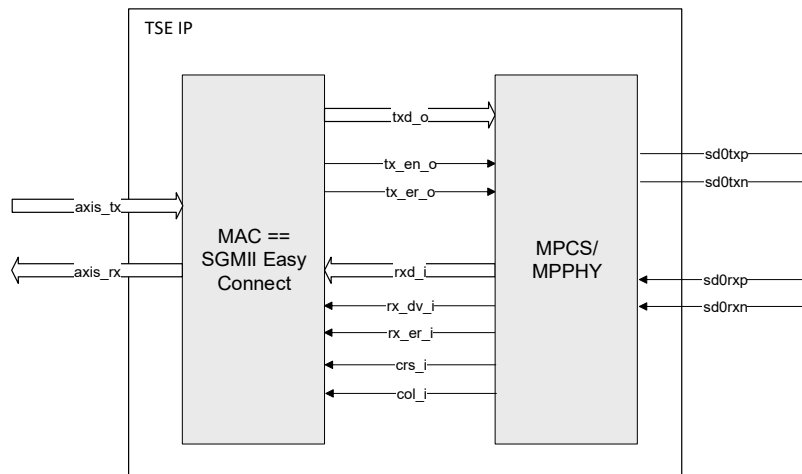 TSE IP
txd_o
tx_en_o
tx_er_o
axis_tx
axis_rx
MAC ==
SGMII Easy
Connect
rxd_i
rx_dv_i
rx_er_i
crs_i
col_i
MPCS/
MPPHY
sd0txp
sd0txn
sd0rxp
sd0rxn